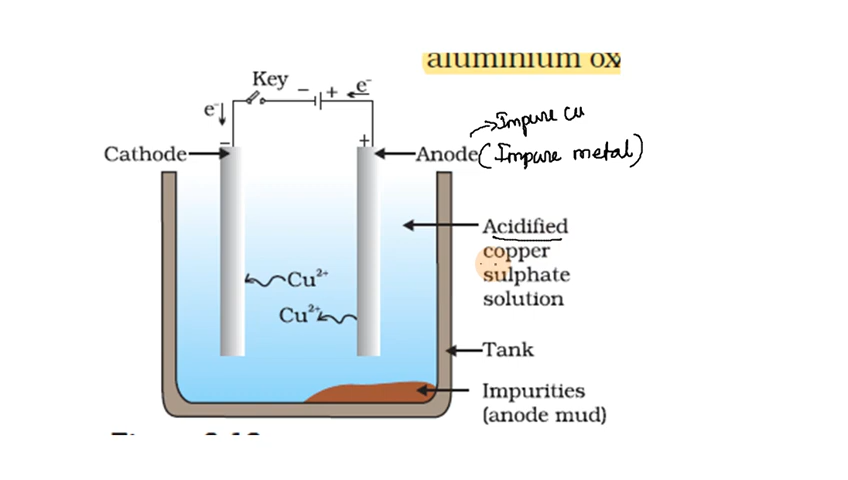 aluminium ox
Key
− +
e⁻
e⁻
− +
Impure cu
Cathode
Anode (Impure metal)
Acidified
copper
sulphate
solution
Cu²⁺
Cu²⁺
Tank
Impurities
(anode mud)